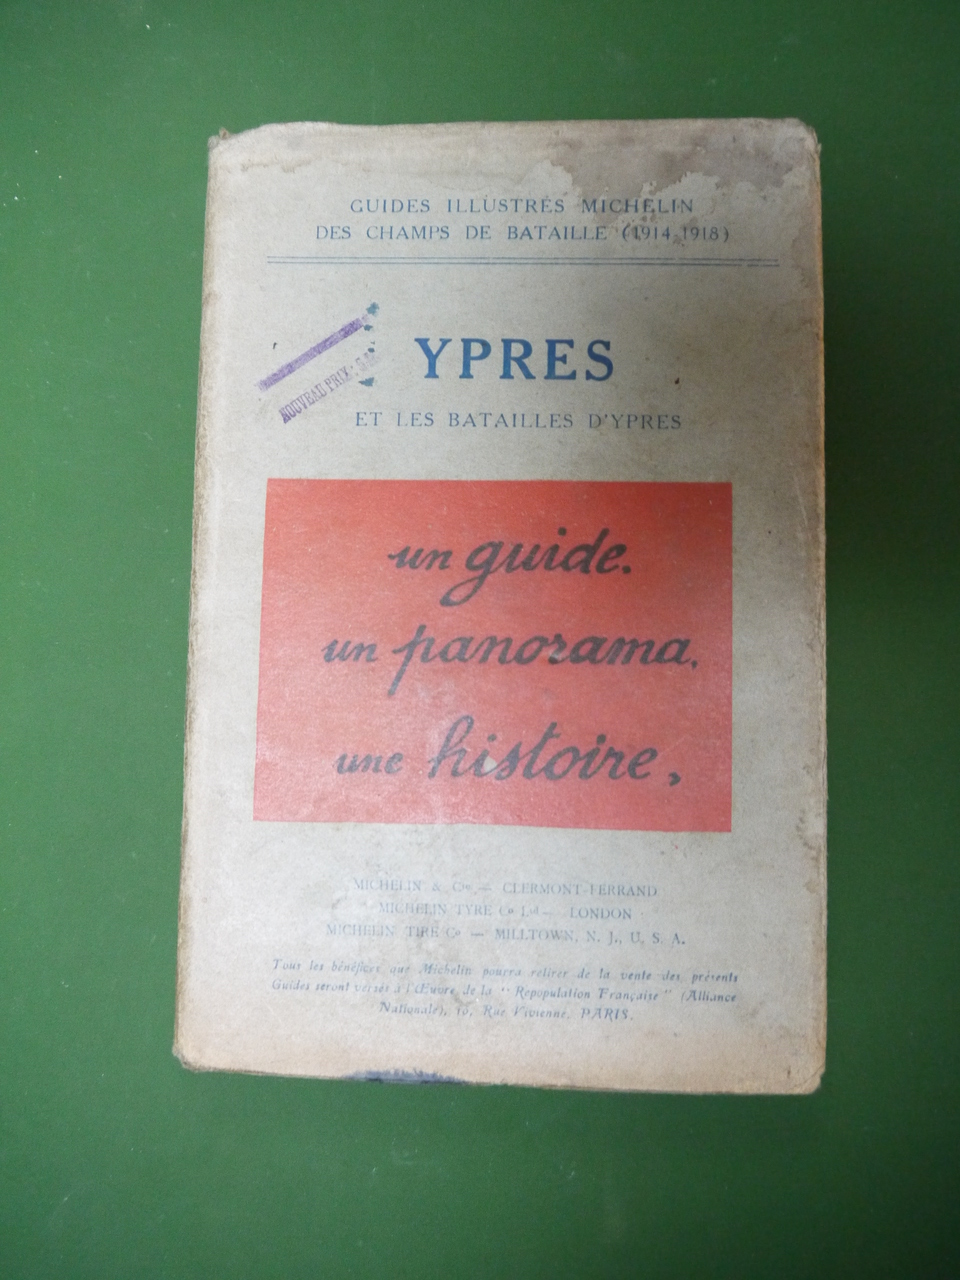 GUIDES ILLUSTRÉS MICHELIN
DES CHAMPS DE BATAILLE (1914-1918)
NOUVEAU PRIX:
YPRES
ET LES BATAILLES D'YPRES
un guide.
un panorama.
une histoire,
MICHELIN & Cie — CLERMONT-FERRAND
MICHELIN TYRE Co Ltd — LONDON
MICHELIN TIRE Co — MILLTOWN, N. J., U. S. A.
Tous les bénéfices que Michelin pourra retirer de la vente des présents
Guides seront versés à l'Œuvre de la "Repopulation Française" (Alliance
Nationale), 10, Rue Vivienne, PARIS.